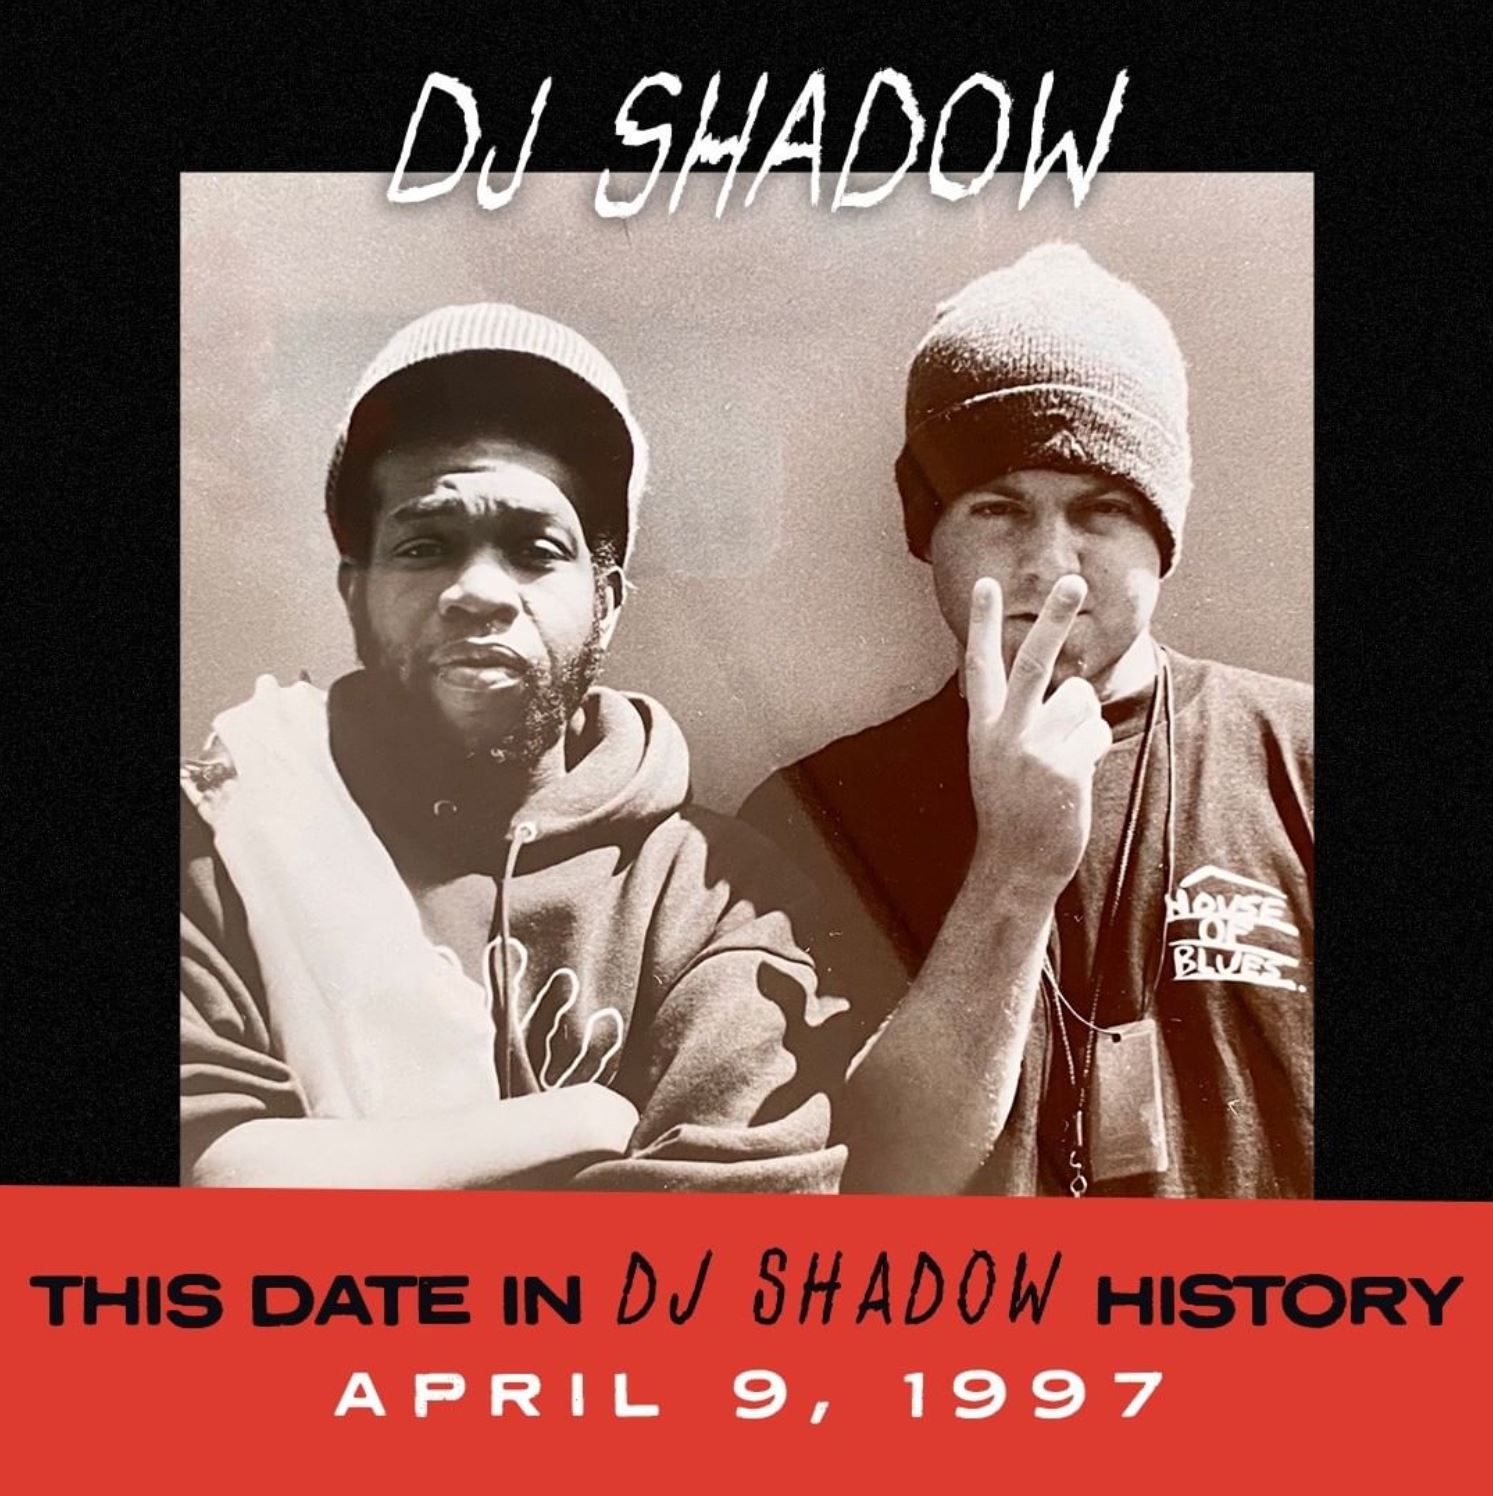 DJ SHADOW
HOUSE
OF
BLUES
THIS DATE IN DJ SHADOW HISTORY
APRIL 9, 1997